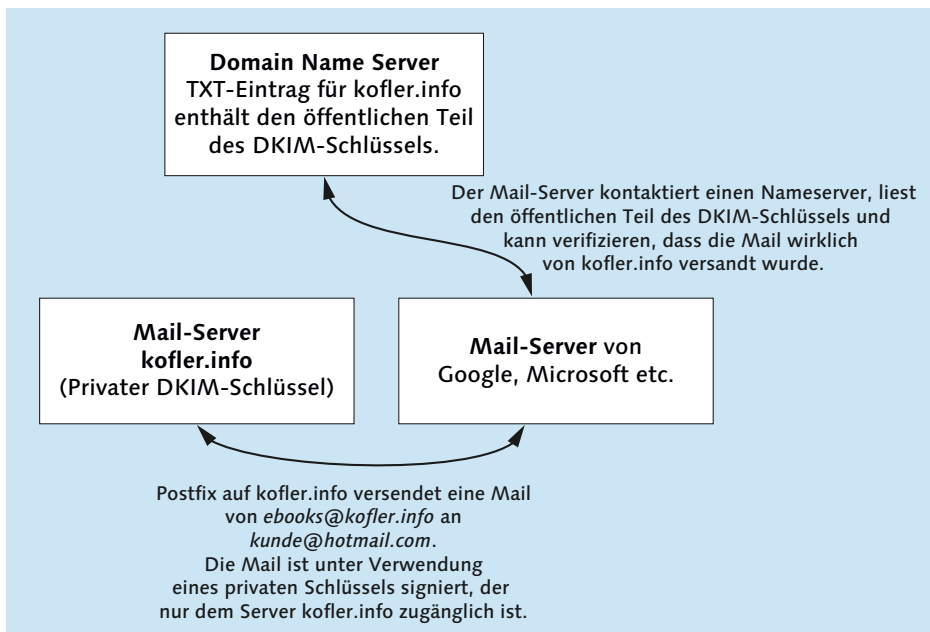 Domain Name Server
TXT-Eintrag für kofler.info
enthält den öffentlichen Teil
des DKIM-Schlüssels.
Der Mail-Server kontaktiert einen Nameserver, liest
den öffentlichen Teil des DKIM-Schlüssels und
kann verifizieren, dass die Mail wirklich
von kofler.info versandt wurde.
Mail-Server
kofler.info
(Privater DKIM-Schlüssel)
Mail-Server von
Google, Microsoft etc.
Postfix auf kofler.info versendet eine Mail
von ebooks@kofler.info an
kunde@hotmail.com.
Die Mail ist unter Verwendung
eines privaten Schlüssels signiert, der
nur dem Server kofler.info zugänglich ist.